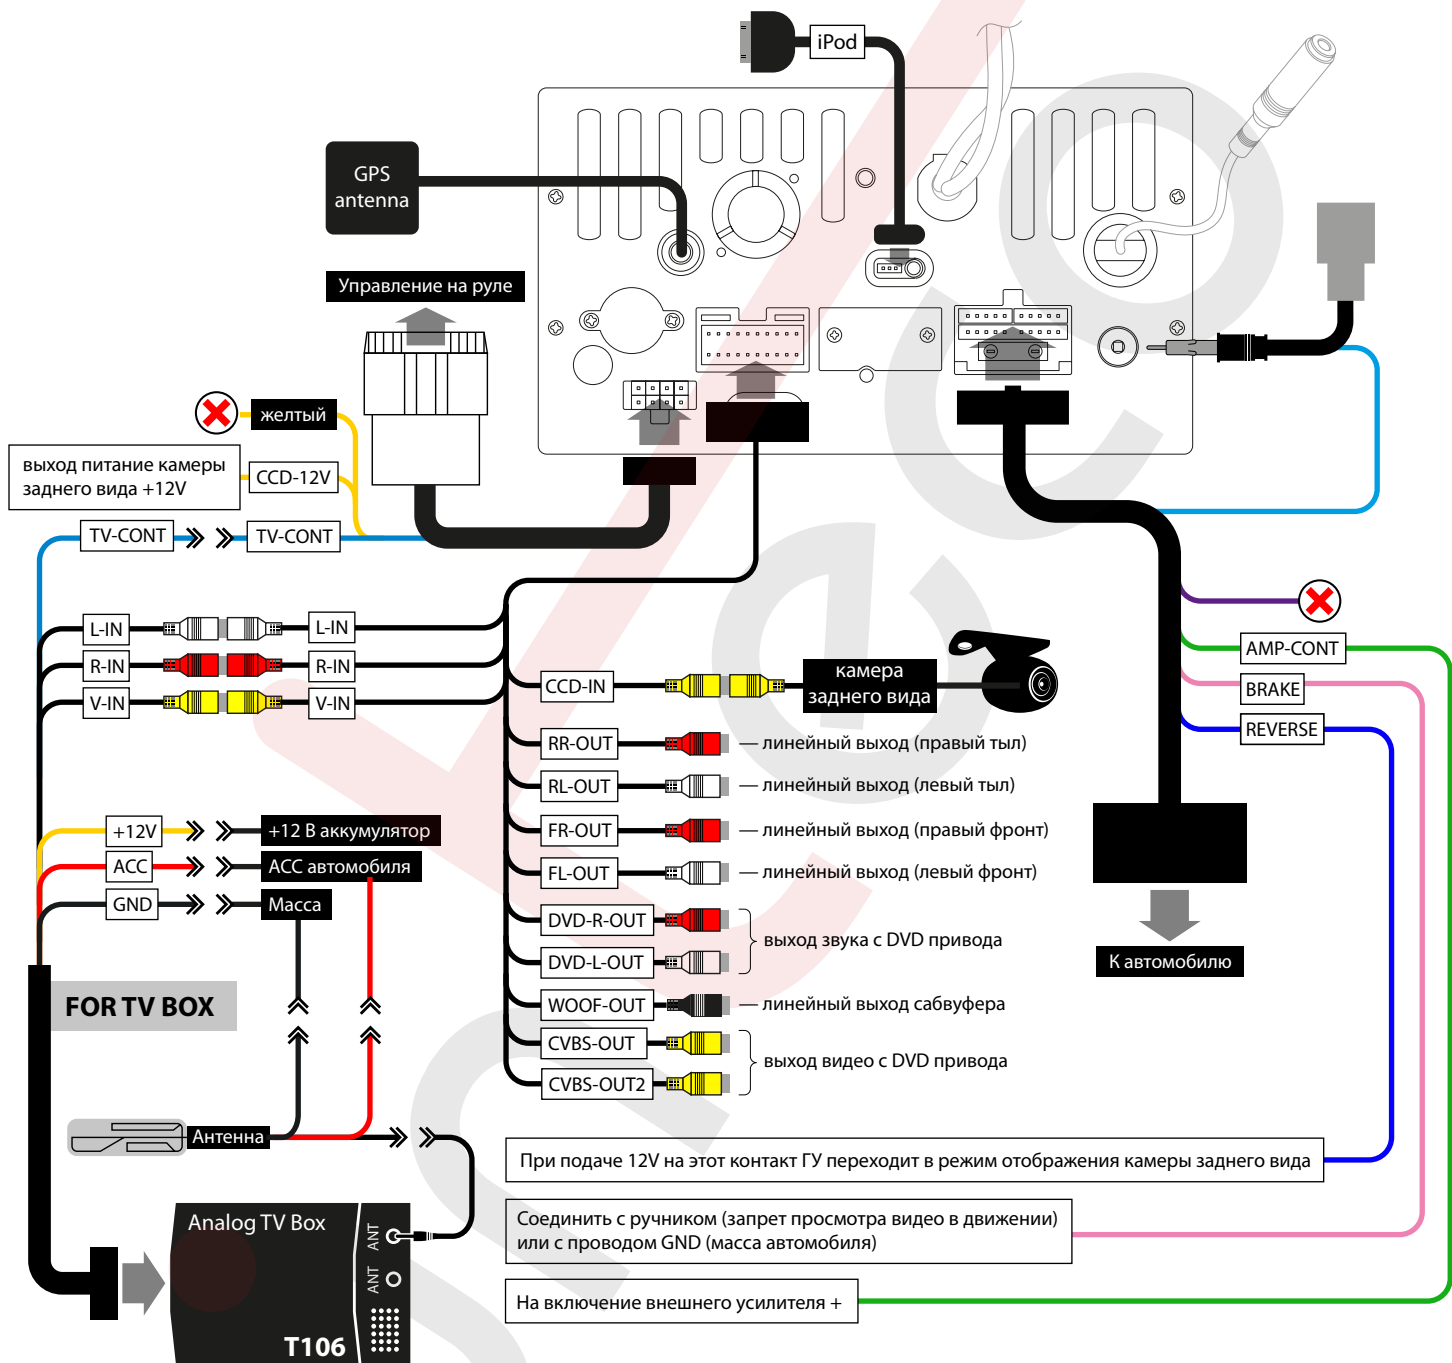 iPod
GPS
antenna
Управление на руле
желтый
выход питание камеры
заднего вида +12V
CCD-12V
TV-CONT
TV-CONT
L-IN
L-IN
R-IN
R-IN
V-IN
V-IN
CCD-IN
камера
заднего вида
AMP-CONT
BRAKE
REVERSE
RR-OUT
— линейный выход (правый тыл)
RL-OUT
— линейный выход (левый тыл)
FR-OUT
— линейный выход (правый фронт)
FL-OUT
— линейный выход (левый фронт)
DVD-R-OUT
DVD-L-OUT
выход звука с DVD привода
WOOF-OUT
— линейный выход сабвуфера
CVBS-OUT
CVBS-OUT2
выход видео с DVD привода
+12V
+12 В аккумулятор
ACC
ACC автомобиля
GND
Масса
К автомобилю
FOR TV BOX
Антенна
Analog TV Box
ANT
ANT
T106
При подаче 12V на этот контакт ГУ переходит в режим отображения камеры заднего вида
Соединить с ручником (запрет просмотра видео в движении)
или с проводом GND (масса автомобиля)
На включение внешнего усилителя +